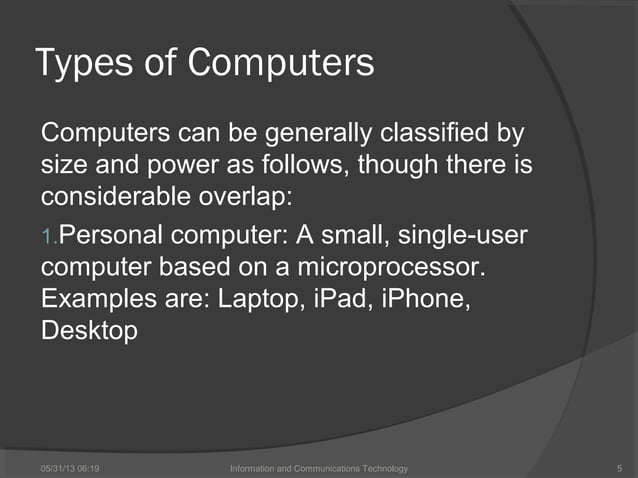 Types of Computers
Computers can be generally classified by
size and power as follows, though there is
considerable overlap:
1.Personal computer: A small, single-user
computer based on a microprocessor.
Examples are: Laptop, iPad, iPhone,
Desktop
05/31/13 06:19 Information and Communications Technology 5